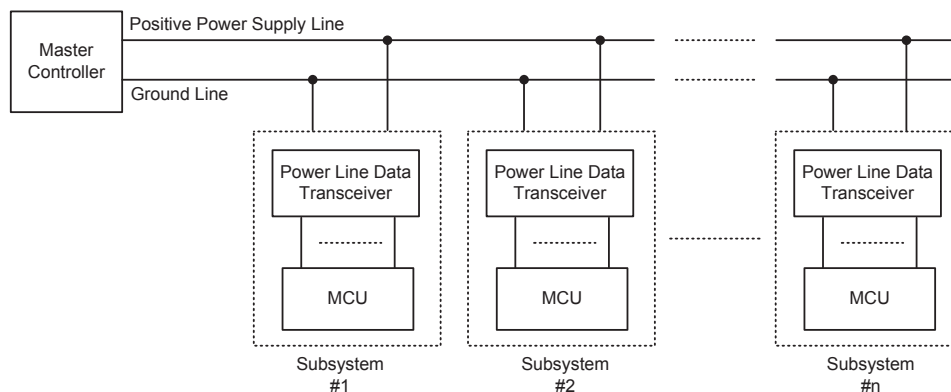 Positive Power Supply Line
Master
Controller
Ground Line
Power Line Data
Transceiver
Power Line Data
Transceiver
Power Line Data
Transceiver
MCU
MCU
MCU
Subsystem
#1
Subsystem
#2
Subsystem
#n